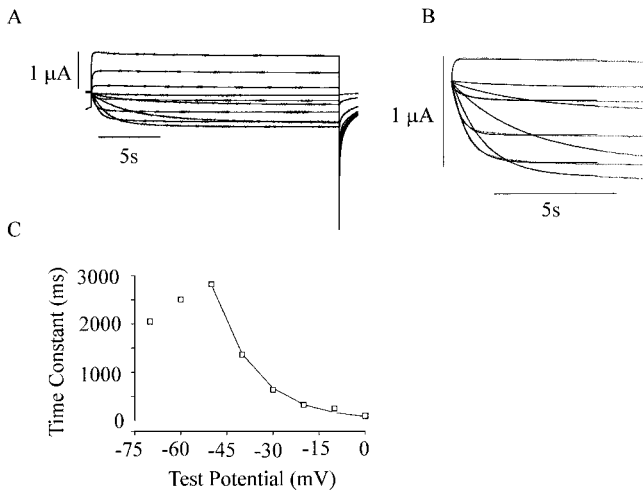 A
B
1 μA
5s
1 μA
5s
C
Time Constant (ms)
3000
2000
1000
0
-75 -60 -45 -30 -15 0
Test Potential (mV)